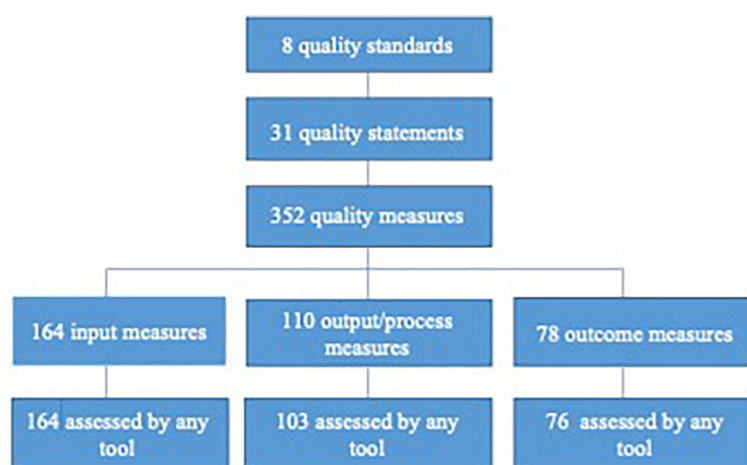 8 quality standards
31 quality statements
352 quality measures
164 input measures
110 output/process
measures
78 outcome measures
164 assessed by any
tool
103 assessed by any
tool
76 assessed by any
tool